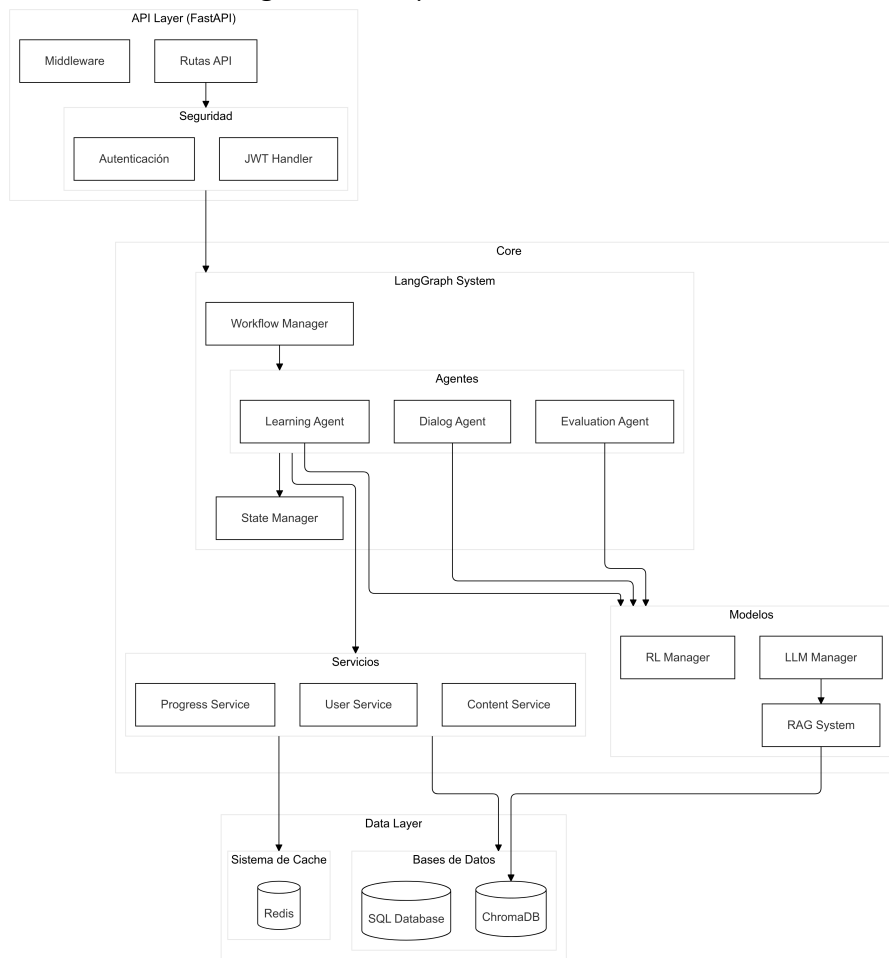 API Layer (FastAPI)
Middleware
Rutas API
Seguridad
Autenticación
JWT Handler
Core
LangGraph System
Workflow Manager
Agentes
Learning Agent
Dialog Agent
Evaluation Agent
State Manager
Modelos
RL Manager
LLM Manager
RAG System
Servicios
Progress Service
User Service
Content Service
Data Layer
Sistema de Cache
Redis
Bases de Datos
SQL Database
ChromaDB